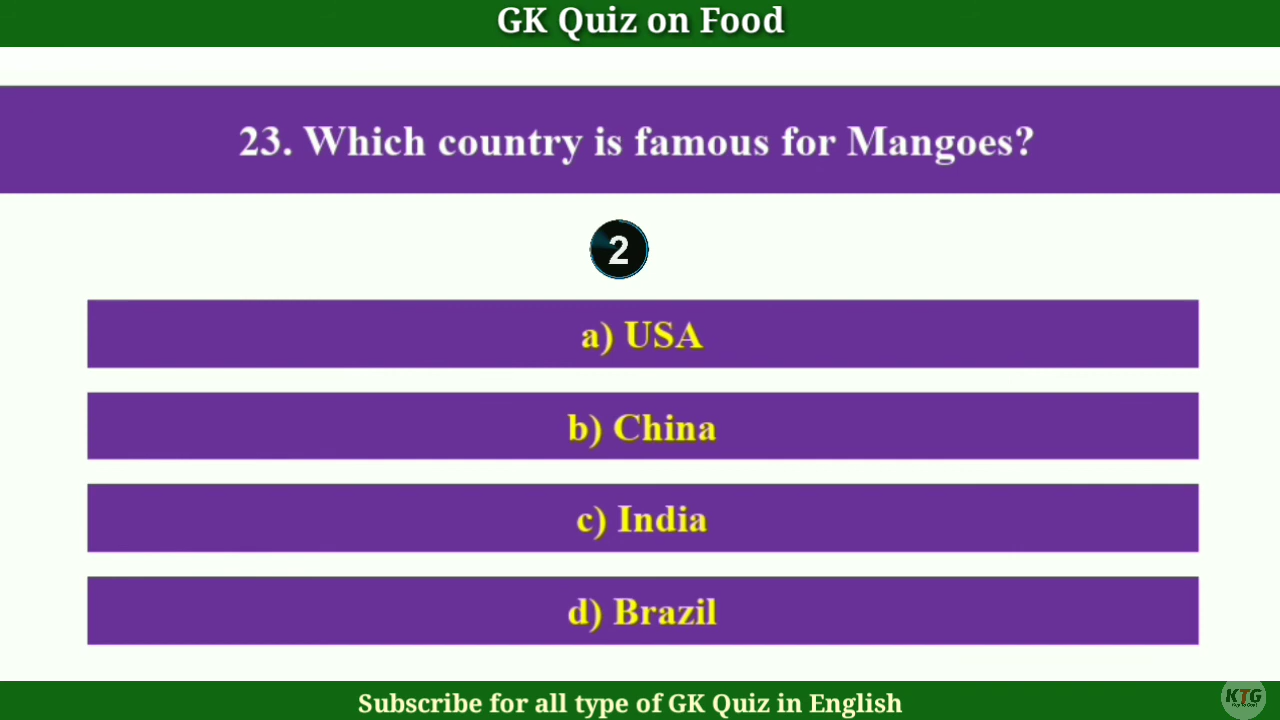 GK Quiz on Food
23. Which country is famous for Mangoes?
2
a) USA
b) China
c) India
d) Brazil
Subscribe for all type of GK Quiz in English
KTG